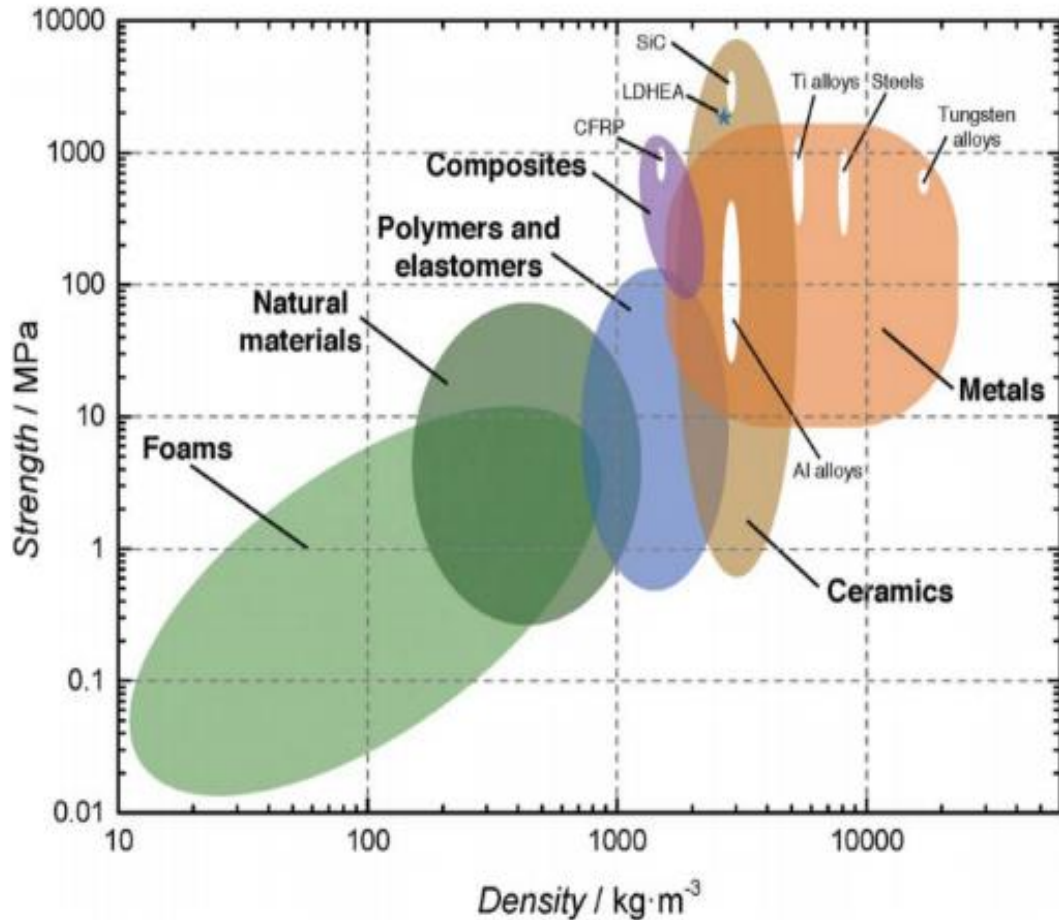 10000
1000
100
10
1
0.1
0.01
Strength / MPa
SiC
LDHEA
CFRP
Ti alloys
Steels
Tungsten
alloys
Composites
Polymers and
elastomers
Natural
materials
Metals
Foams
Al alloys
Ceramics
10
100
1000
10000
Density / kg·m⁻³